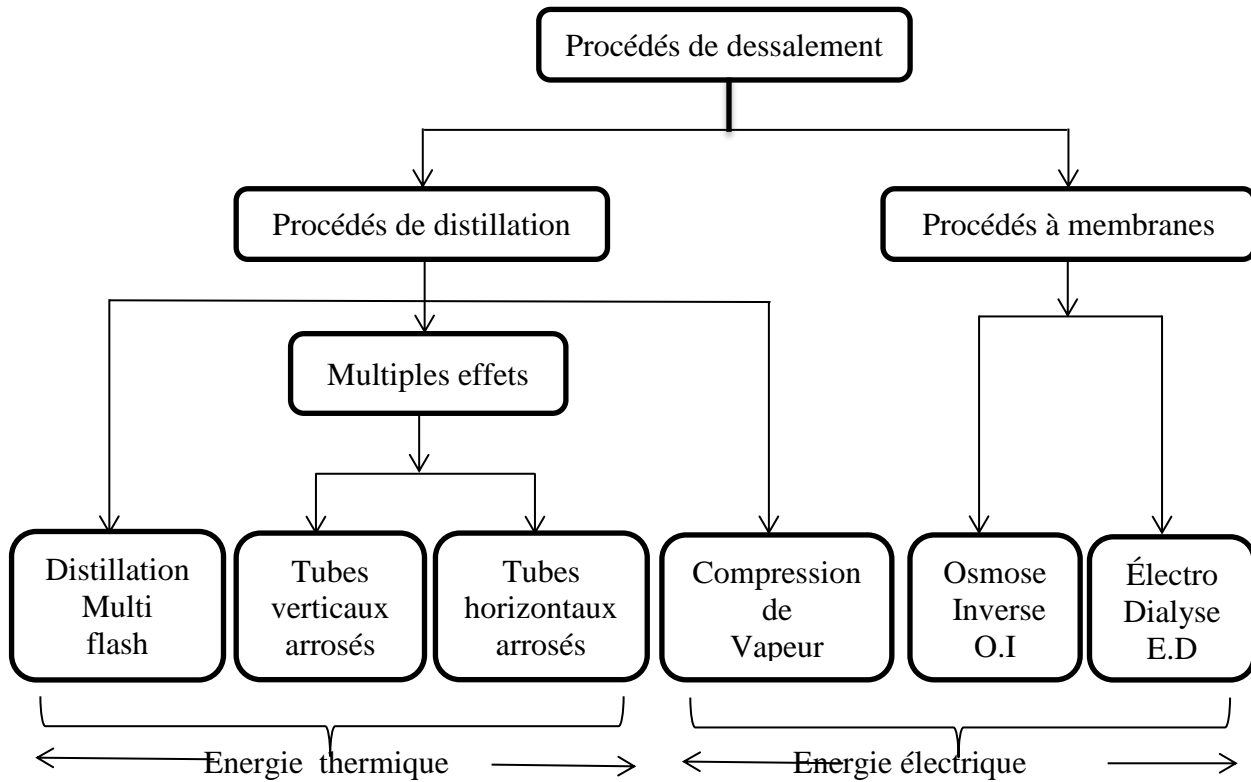 Procédés de dessalement
Procédés de distillation
Procédés à membranes
Multiples effets
Distillation
Multi
flash
Tubes
verticaux
arrosés
Tubes
horizontaux
arrosés
Compression
de
Vapeur
Osmose
Inverse
O.I
Électro
Dialyse
E.D
Energie thermique
Energie électrique